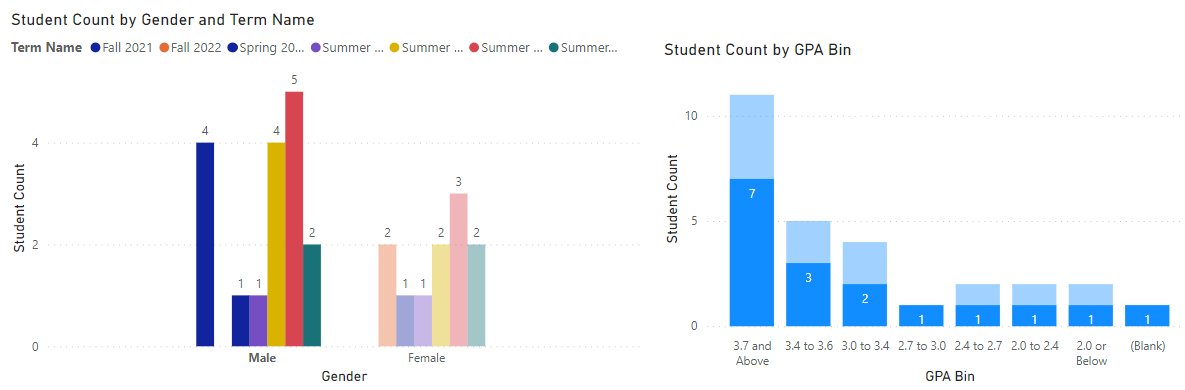 Student Count by Gender and Term Name
Term Name Fall 2021 Fall 2022 Spring 20... Summer ... Summer ... Summer ... Summer...
Student Count
4
2
0
4
1
1
4
5
2
2
1
1
2
3
2
Male
Female
Gender
Student Count by GPA Bin
Student Count
10
5
0
7
3
2
1
1
1
1
1
3.7 and
Above
3.4 to 3.6
3.0 to 3.4
2.7 to 3.0
2.4 to 2.7
2.0 to 2.4
2.0 or
Below
(Blank)
GPA Bin